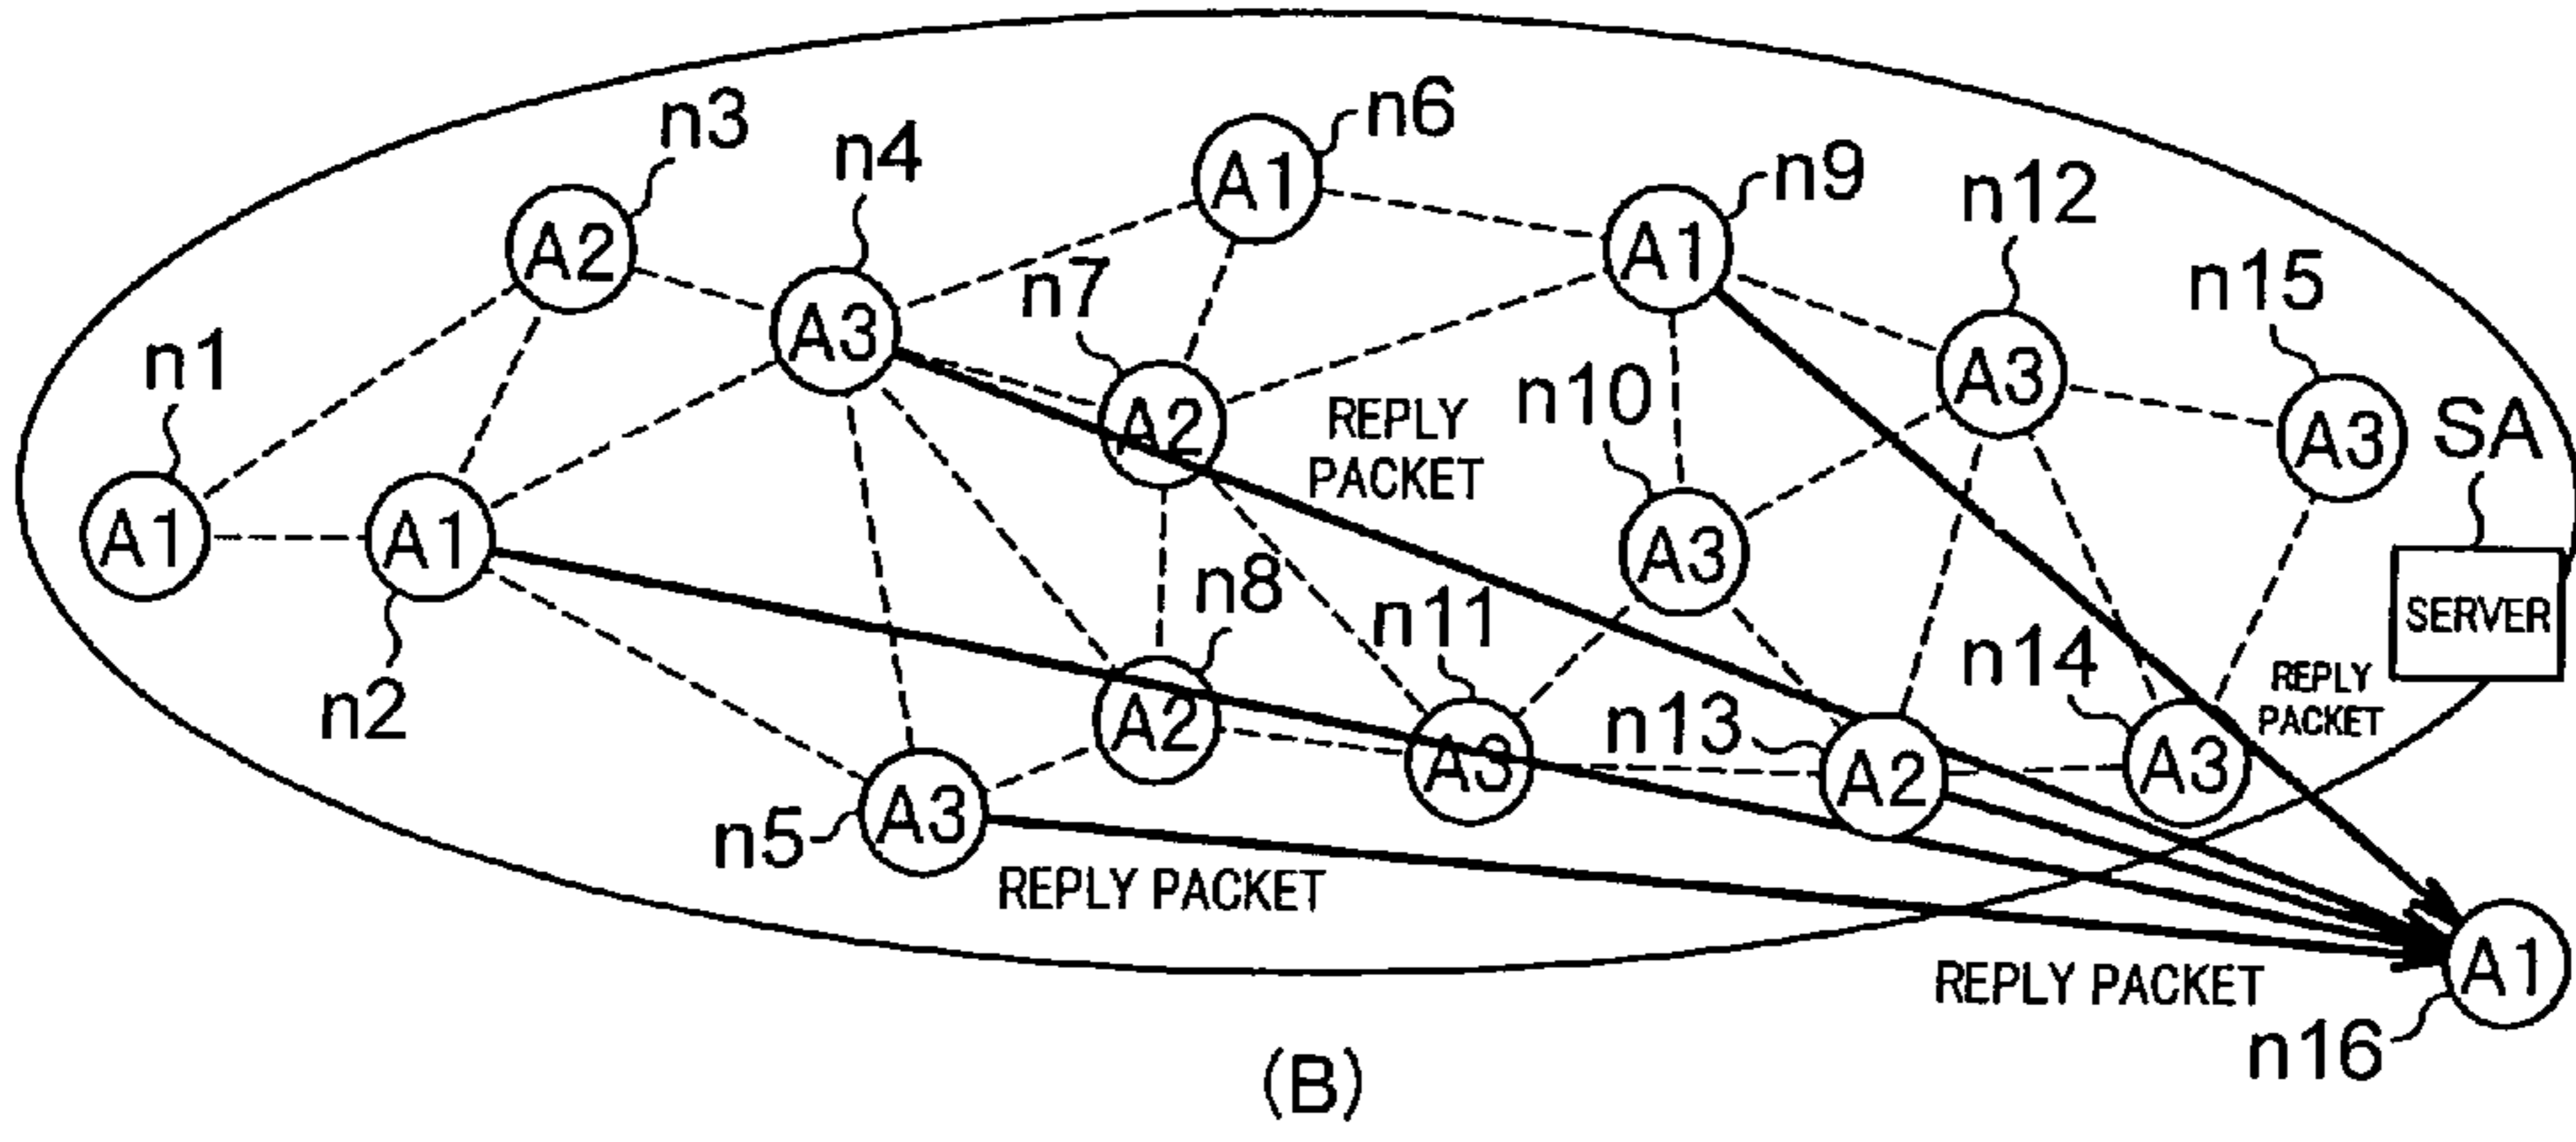 n3
n4
n6
n9
n12
n15
n1
n7
n10
SA
A2
A1
A1
A3
A3
A2
A3
REPLY
PACKET
A1
A1
A3
n8
n11
SERVER
n2
n14
REPLY
PACKET
n13
A2
A3
A2
A3
n5
A3
REPLY PACKET
A1
REPLY PACKET
n16
(B)